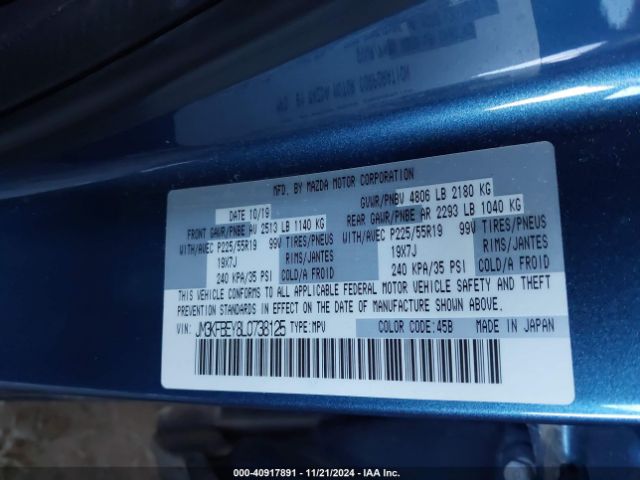 MFD. BY MAZDA MOTOR CORPORATION
DATE 10/19
GVWR/PNBV 4806 LB 2180 KG
FRONT GAWR/PNBE AV 2513 LB 1140 KG
REAR GAWR/PNBE AR 2293 LB 1040 KG
WITH/AVEC P225/55R19 99V TIRES/PNEUS
WITH/AVEC P225/55R19 99V TIRES/PNEUS
19X7J RIMS/JANTES
19X7J RIMS/JANTES
240 KPA/35 PSI COLD/A FROID
240 KPA/35 PSI COLD/A FROID
THIS VEHICLE CONFORMS TO ALL APPLICABLE FEDERAL MOTOR VEHICLE SAFETY AND THEFT
PREVENTION STANDARDS IN EFFECT ON THE DATE OF MANUFACTURE SHOWN ABOVE.
VIN: JM3KFBEY8L0738125 TYPE: MPV COLOR CODE: 45B MADE IN JAPAN
000-40917891 - 11/21/2024 - IAA Inc.